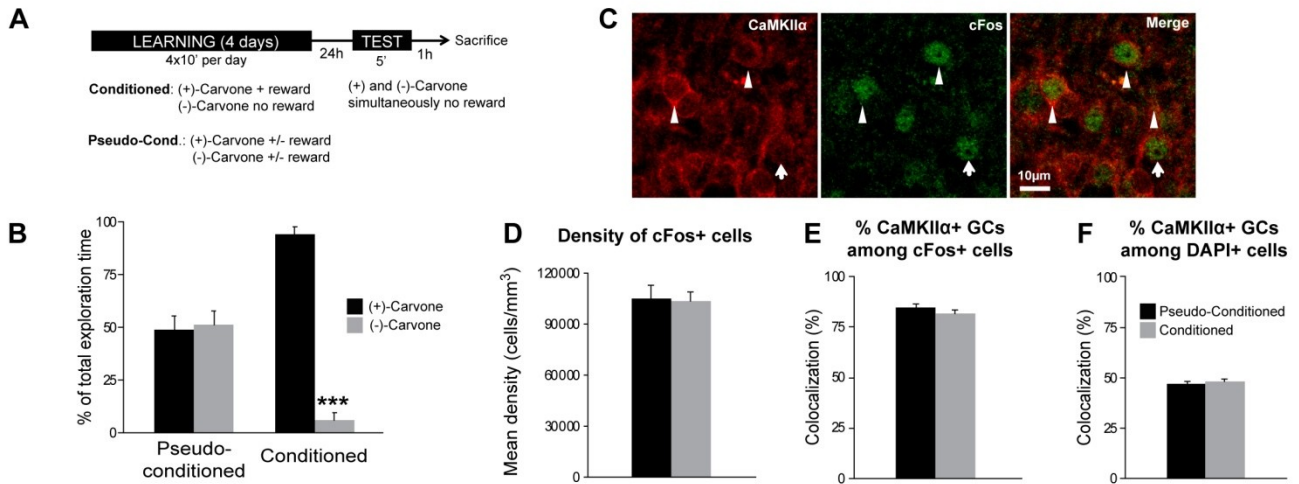 A
LEARNING (4 days)
TEST
Sacrifice
4x10' per day
24h
5'
1h
Conditioned: (+)-Carvone + reward
(-)-Carvone no reward
(+) and (-)-Carvone
simultaneously no reward
Pseudo-Cond.: (+)-Carvone +/- reward
(-)-Carvone +/- reward
B
% of total exploration time
100
75
50
25
0
(+)-Carvone
(-)-Carvone
***
Pseudo-
conditioned
Conditioned
C
CaMKIIα
cFos
Merge
10µm
D
Density of cFos+ cells
Mean density (cells/mm³)
120000
90000
60000
30000
0
E
% CaMKIIα+ GCs
among cFos+ cells
Colocalization (%)
100
75
50
25
0
F
% CaMKIIα+ GCs
among DAPI+ cells
Colocalization (%)
100
75
50
25
0
Pseudo-Conditioned
Conditioned